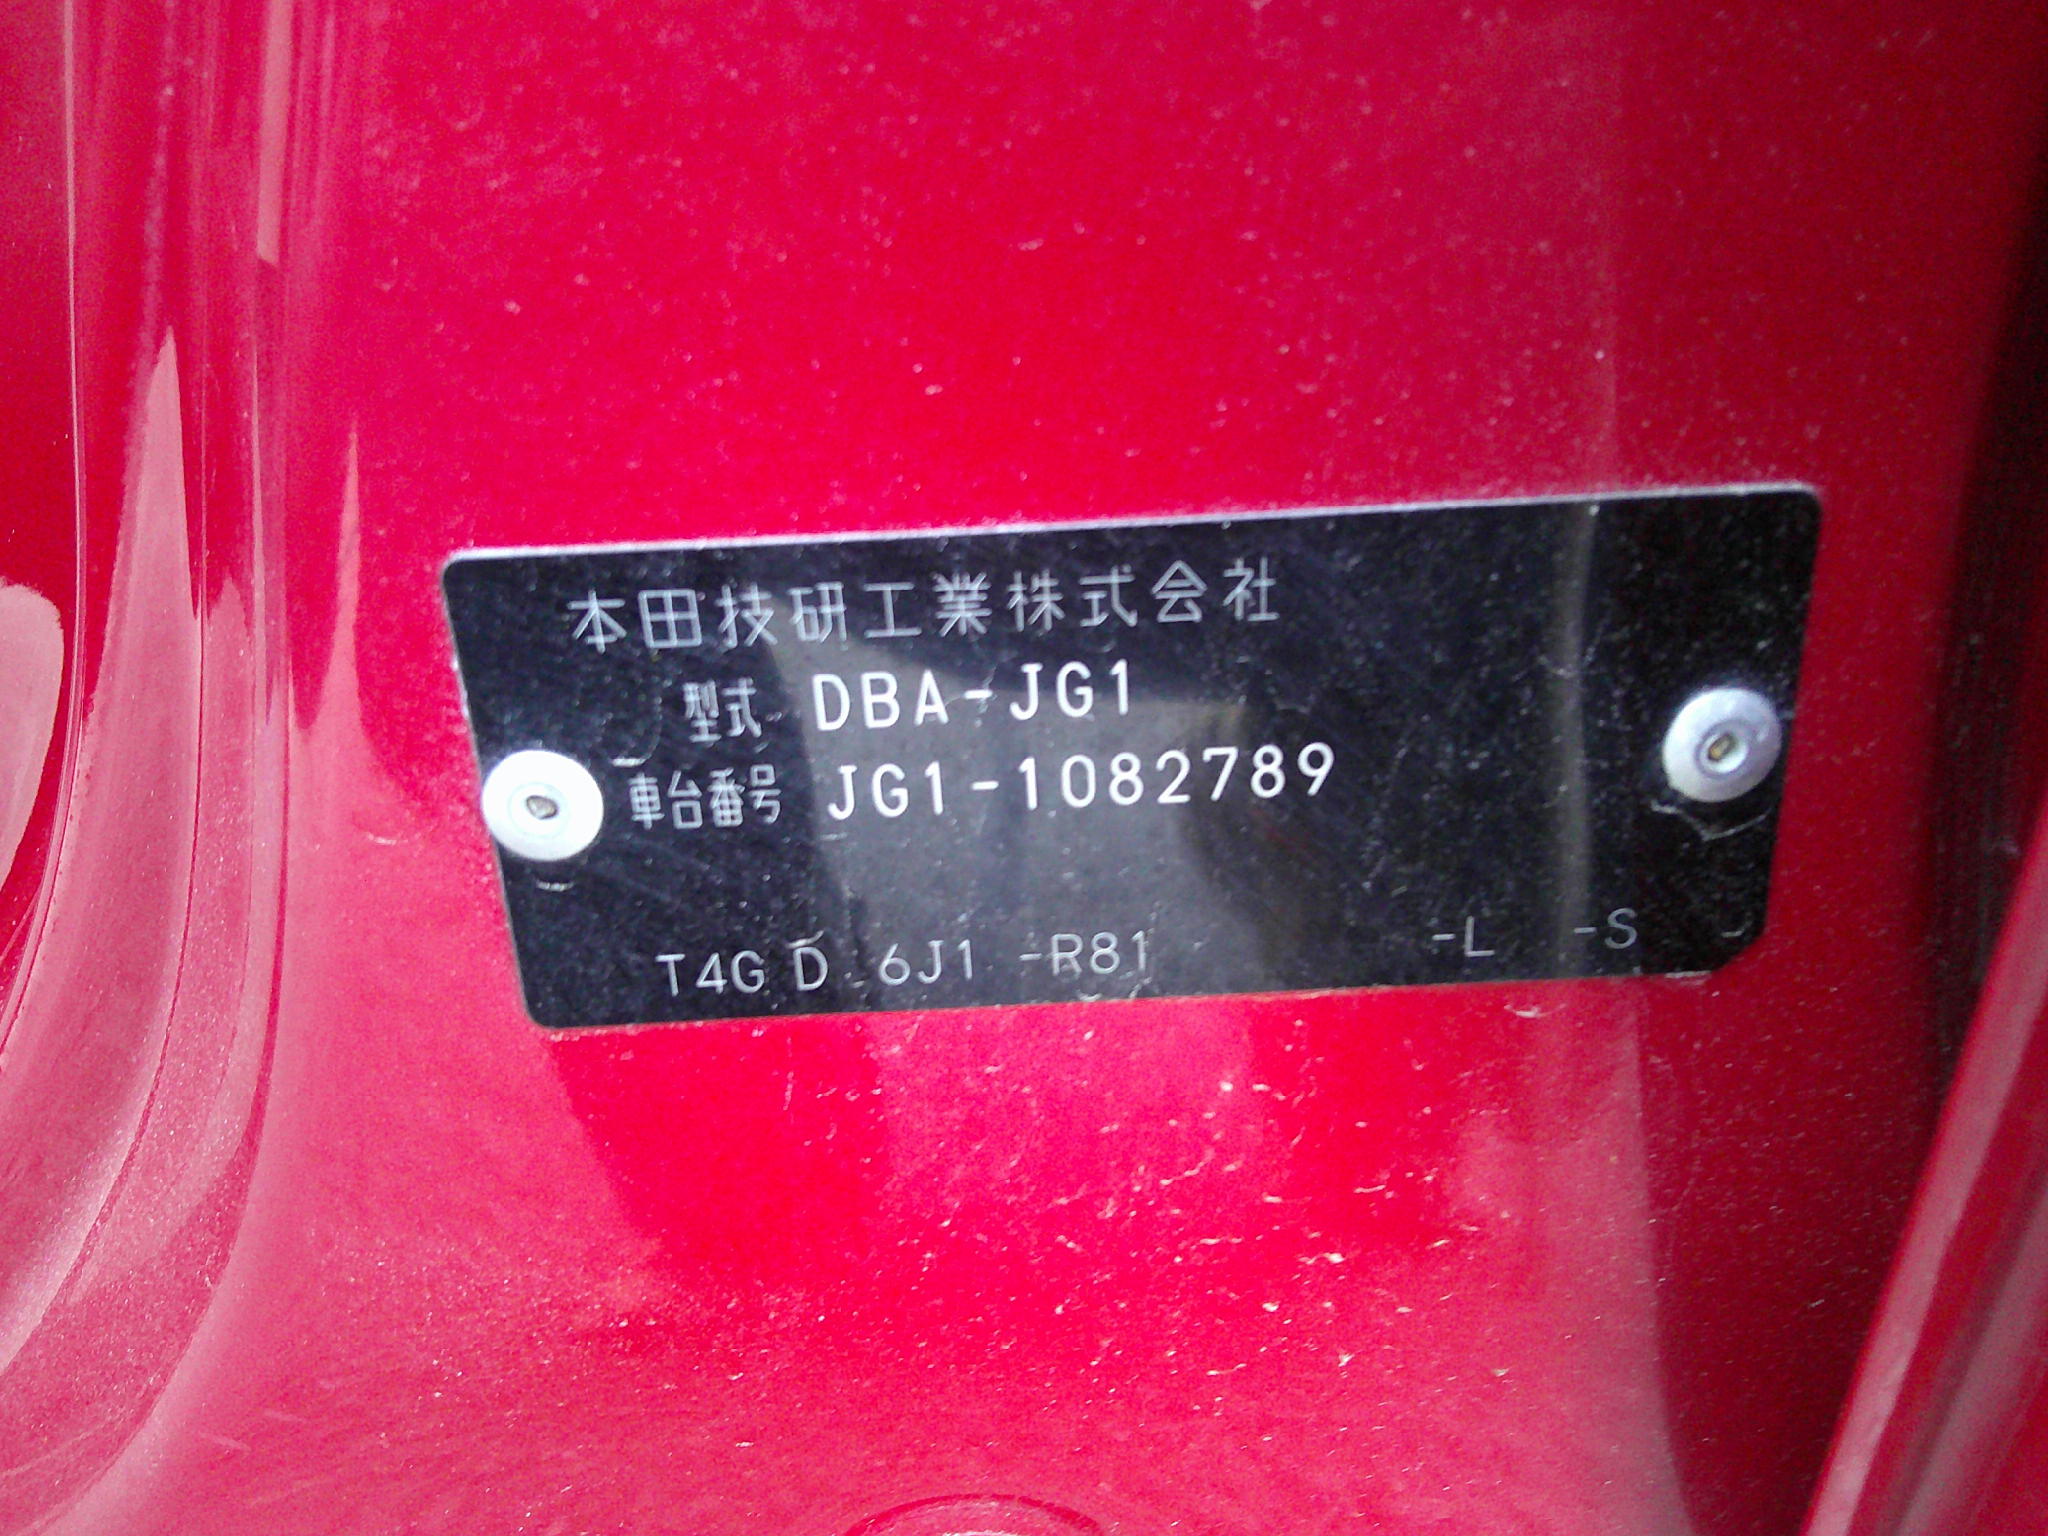 本田技研工業株式会社
型式 DBA-JG1
車台番号 JG1-1082789
T4G D 6J1 -R81 -L -S